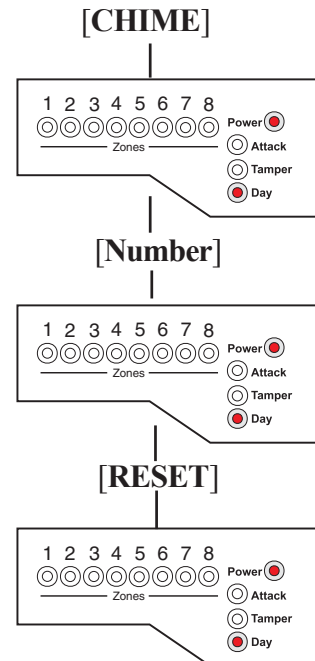 [CHIME]
1 2 3 4 5 6 7 8
Power
Attack
Zones
Tamper
Day
[Number]
1 2 3 4 5 6 7 8
Power
Attack
Zones
Tamper
Day
[RESET]
1 2 3 4 5 6 7 8
Power
Attack
Zones
Tamper
Day